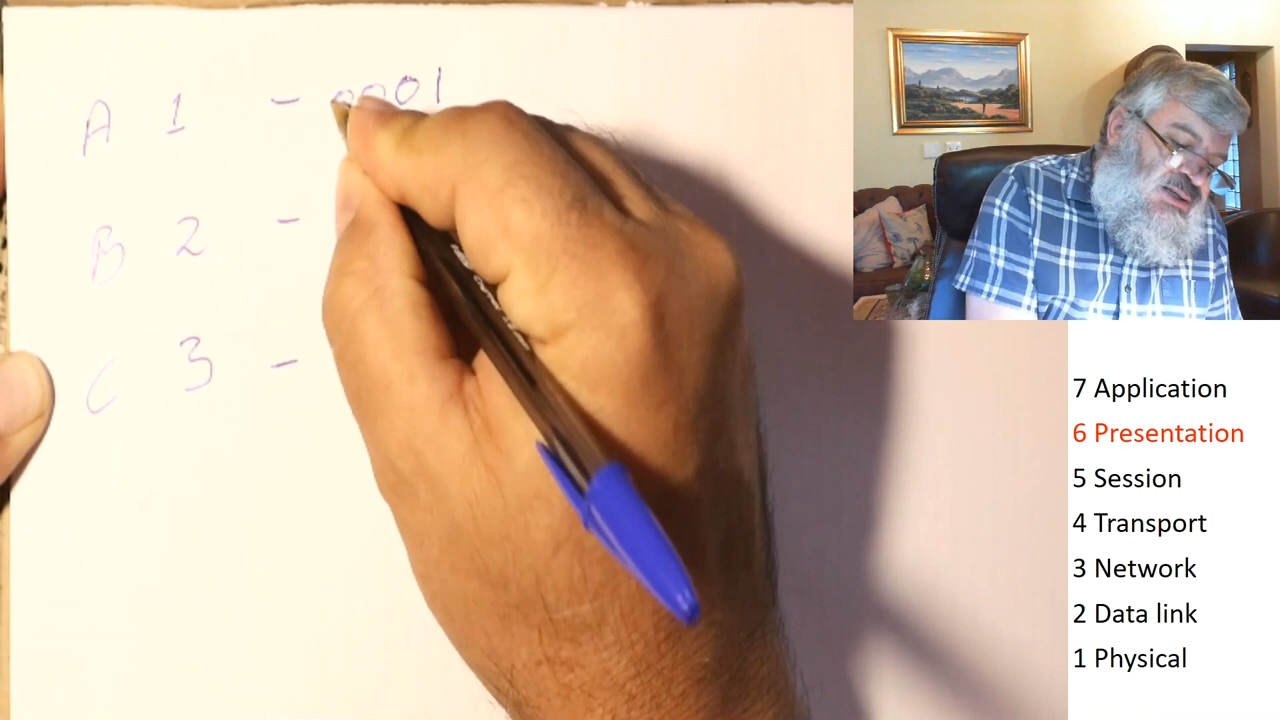 A 1 - 0001
B 2 -
C 3 -
7 Application
6 Presentation
5 Session
4 Transport
3 Network
2 Data link
1 Physical